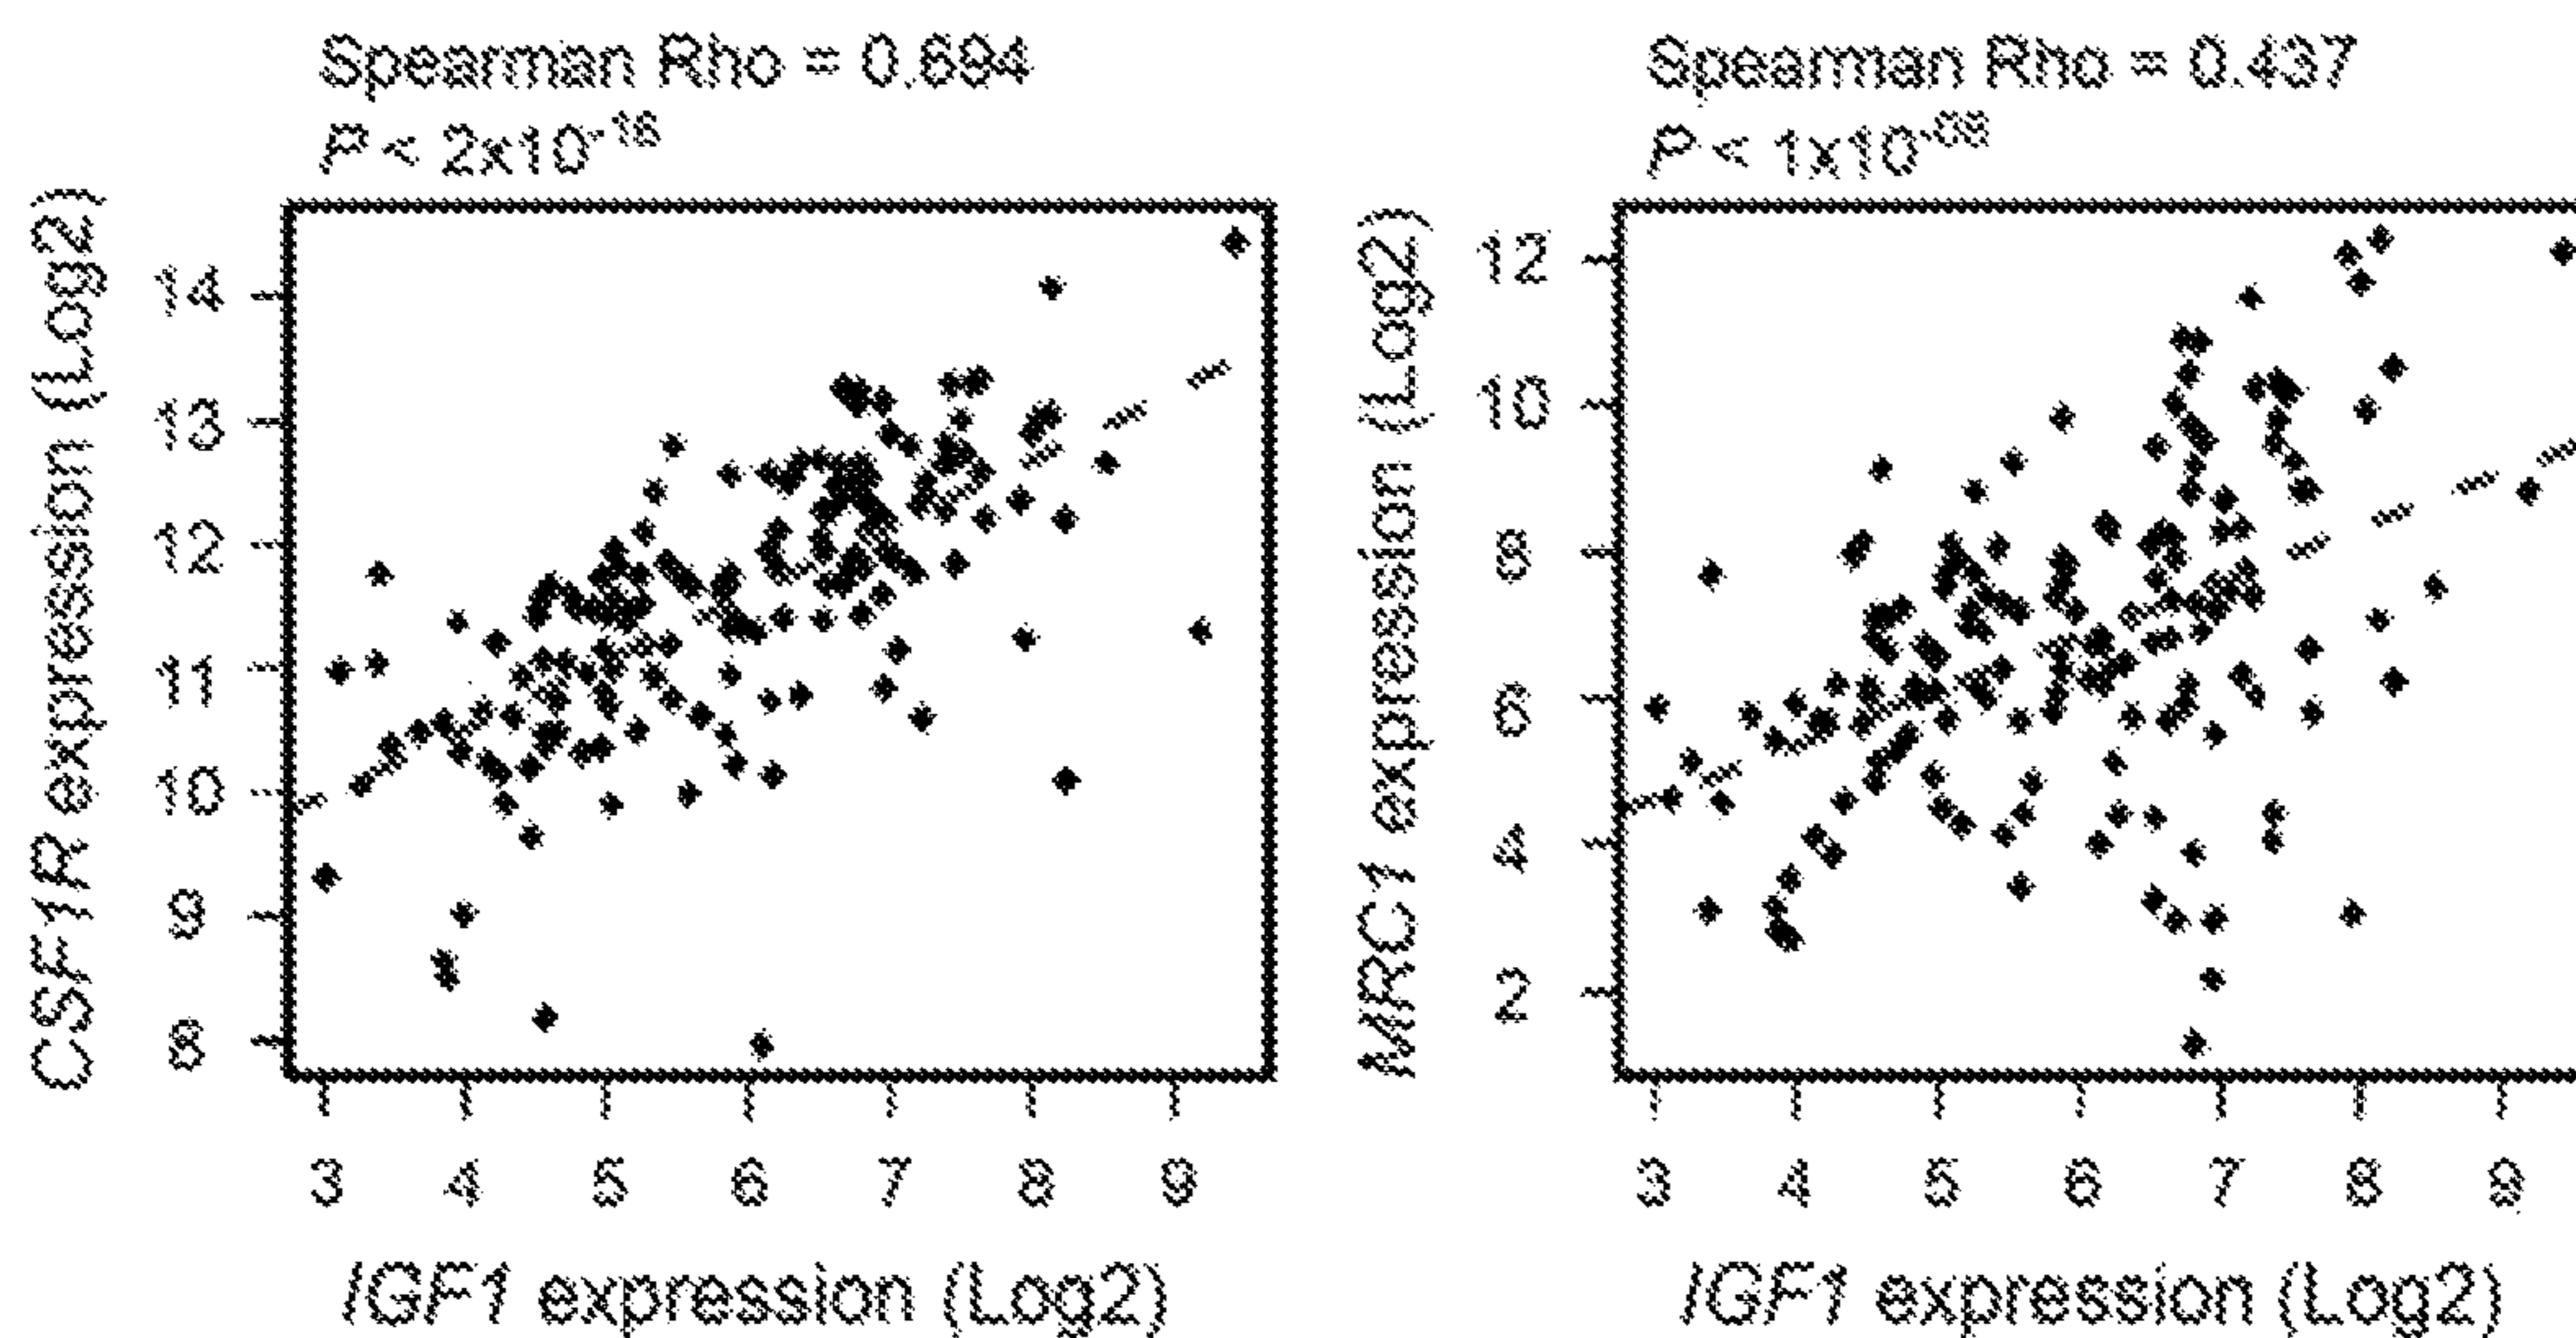 Spearman Rho = 0.694
P < 2x10-16
CSF1R expression (Log2)
14
13
12
11
10
9
8
3 4 5 6 7 8 9
IGF1 expression (Log2)
Spearman Rho = 0.437
P < 1x10-08
MRC1 expression (Log2)
12
10
8
6
4
2
3 4 5 6 7 8 9
IGF1 expression (Log2)